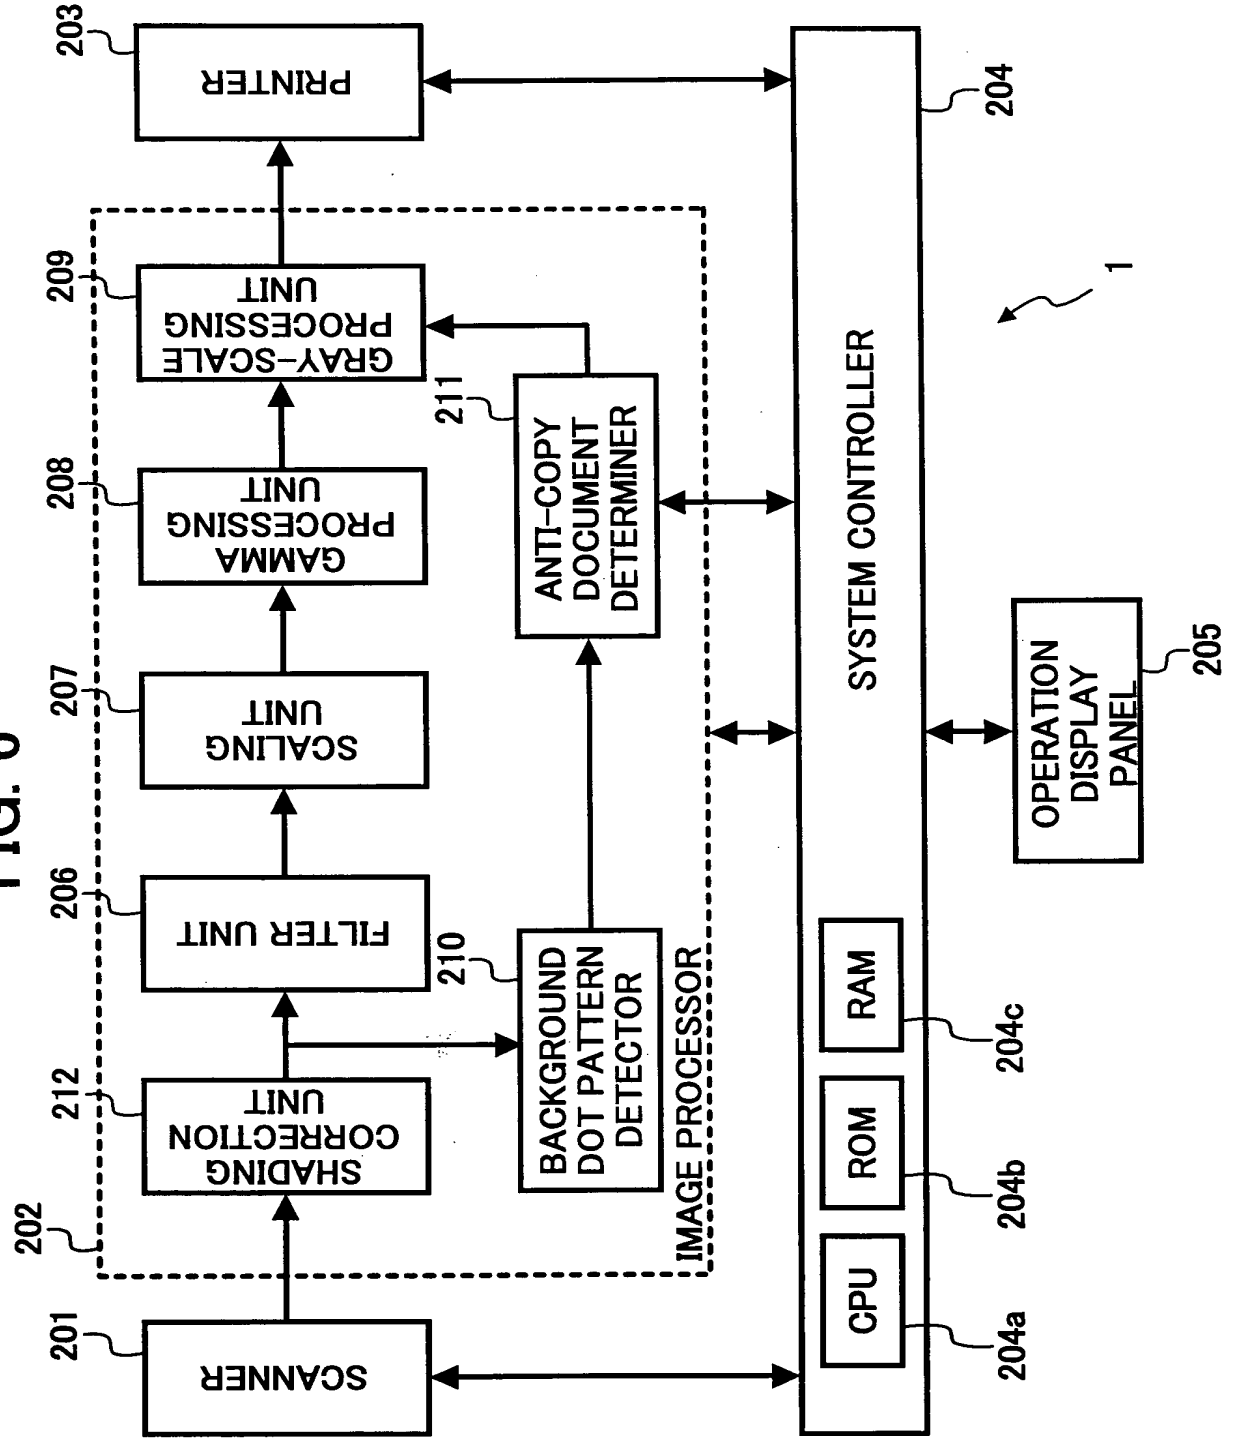 FIG. 6
202
201
SCANNER
212
SHADING
CORRECTION
UNIT
206
FILTER UNIT
207
SCALING
UNIT
208
GAMMA
PROCESSING
UNIT
209
GRAY-SCALE
PROCESSING
UNIT
203
PRINTER
210
BACKGROUND
DOT PATTERN
DETECTOR
211
ANTI-COPY
DOCUMENT
DETERMINER
IMAGE PROCESSOR
CPU
ROM
RAM
SYSTEM CONTROLLER
204a
204b
204c
204
OPERATION
DISPLAY
PANEL
205
1